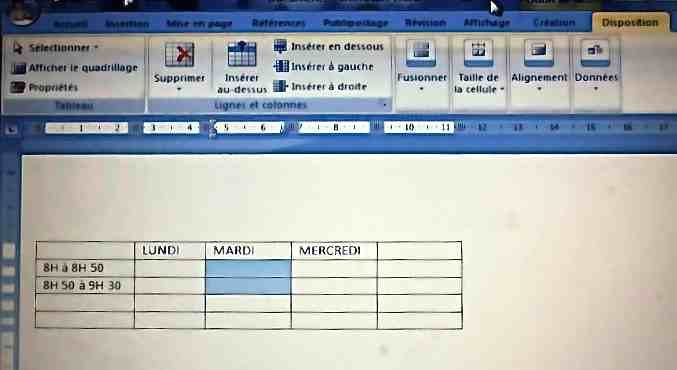 Accueil Insertion Mise en page Références Publipostage Révision Affichage Création Disposition
Sélectionner
Afficher le quadrillage
Propriétés
Tableau
Supprimer
Insérer au-dessus
Insérer en dessous
Insérer à gauche
Insérer à droite
Lignes et colonnes
Fusionner
Taille de
la cellule
Alignement
Données
1 2 3 4 5 6 7 8 10 11 12 13 14 15 16 17
LUNDI MARDI MERCREDI
8H à 8H 50
8H 50 à 9H 30